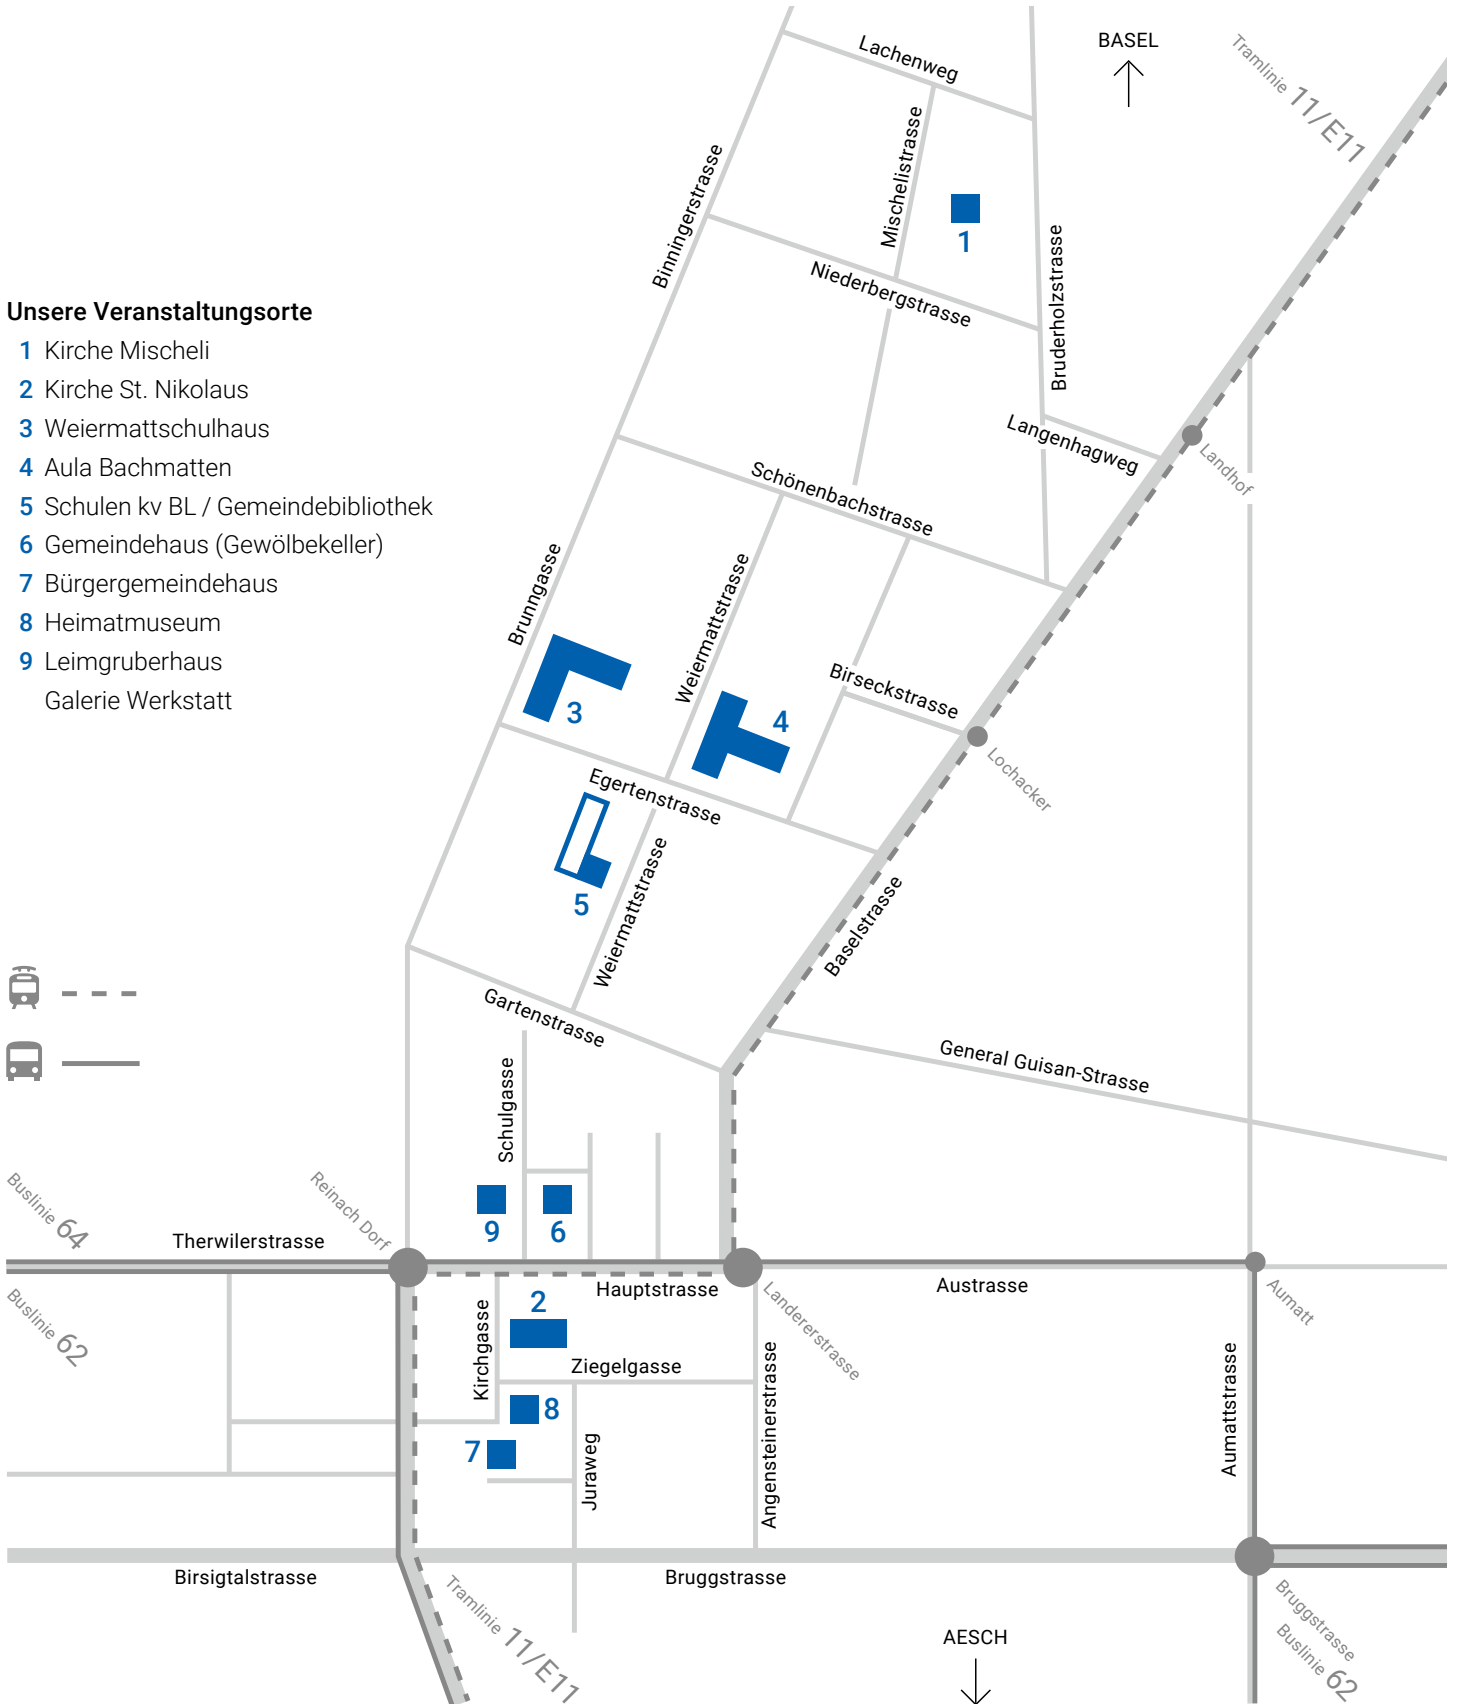 BASEL
Tramlinie 11/E11
Lachenweg
Mischelistrasse
Binningerstrasse
1
Niederbergstrasse
Bruderholzstrasse
Unsere Veranstaltungsorte
1 Kirche Mischeli
2 Kirche St. Nikolaus
3 Weiermattschulhaus
4 Aula Bachmatten
5 Schulen kv BL / Gemeindebibliothek
6 Gemeindehaus (Gewölbekeller)
7 Bürgergemeindehaus
8 Heimatmuseum
9 Leimgruberhaus
Galerie Werkstatt
Langenhagweg
Landhof
Schönenbachstrasse
Brunngasse
Weiermattstrasse
Birseckstrasse
3
4
Lochacker
Egertenstrasse
5
Weiermattstrasse
Baselstrasse
Gartenstrasse
General Guisan-Strasse
Schulgasse
Buslinie 64
Reinach Dorf
9
6
Therwilerstrasse
Hauptstrasse
Austrasse
Buslinie 62
2
Landererstrasse
Aumatt
Kirchgasse
Ziegelgasse
8
7
Juraweg
Angensteinerstrasse
Aumattstrasse
Birsigtalstrasse
Bruggstrasse
Tramlinie 11/E11
AESCH
Bruggstrasse
Buslinie 62